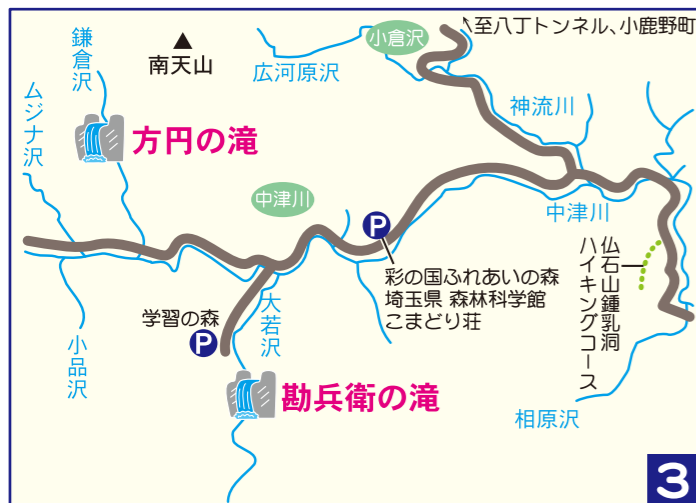 ↖至八丁トンネル、小鹿野町
小倉沢
鎌倉沢
▲
南天山
広河原沢
ムジナ沢
神流川
方円の滝
中津川
中津川
P
彩の国ふれあいの森
埼玉県 森林科学館
こまどり荘
仏石山鍾乳洞
ハイキングコース
学習の森
P
大若沢
小品沢
勘兵衛の滝
相原沢
3